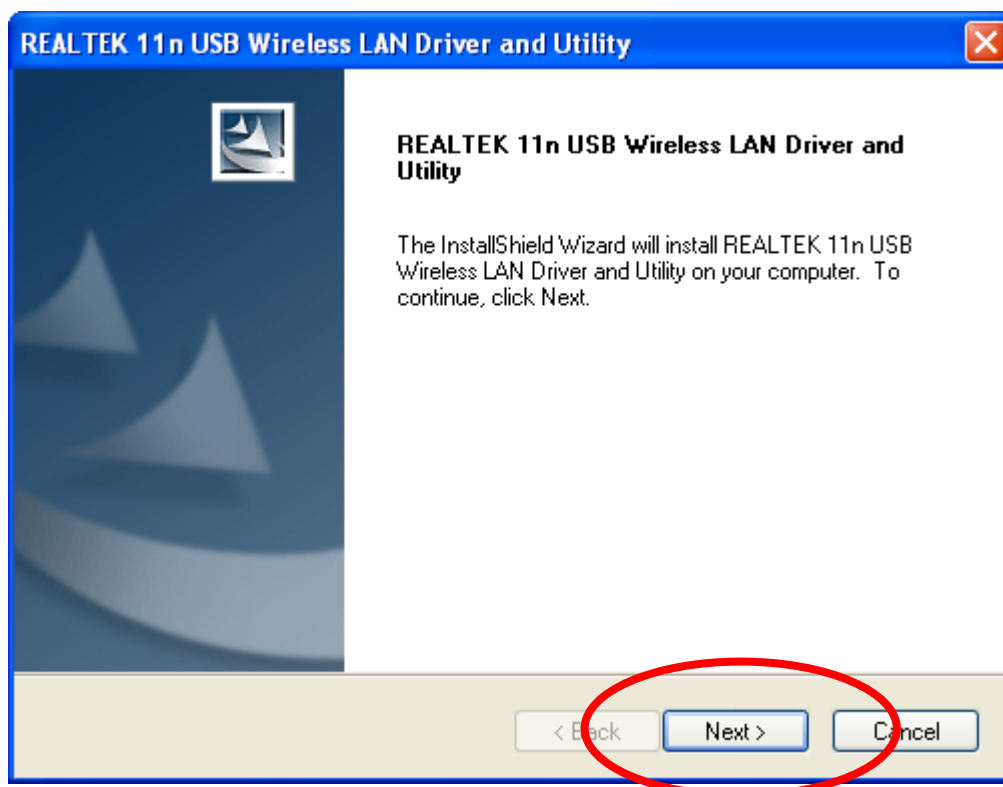 REALTEK 11n USB Wireless LAN Driver and Utility
REALTEK 11n USB Wireless LAN Driver and
Utility
The InstallShield Wizard will install REALTEK 11n USB
Wireless LAN Driver and Utility on your computer.  To
continue, click Next.
< Back Next > Cancel